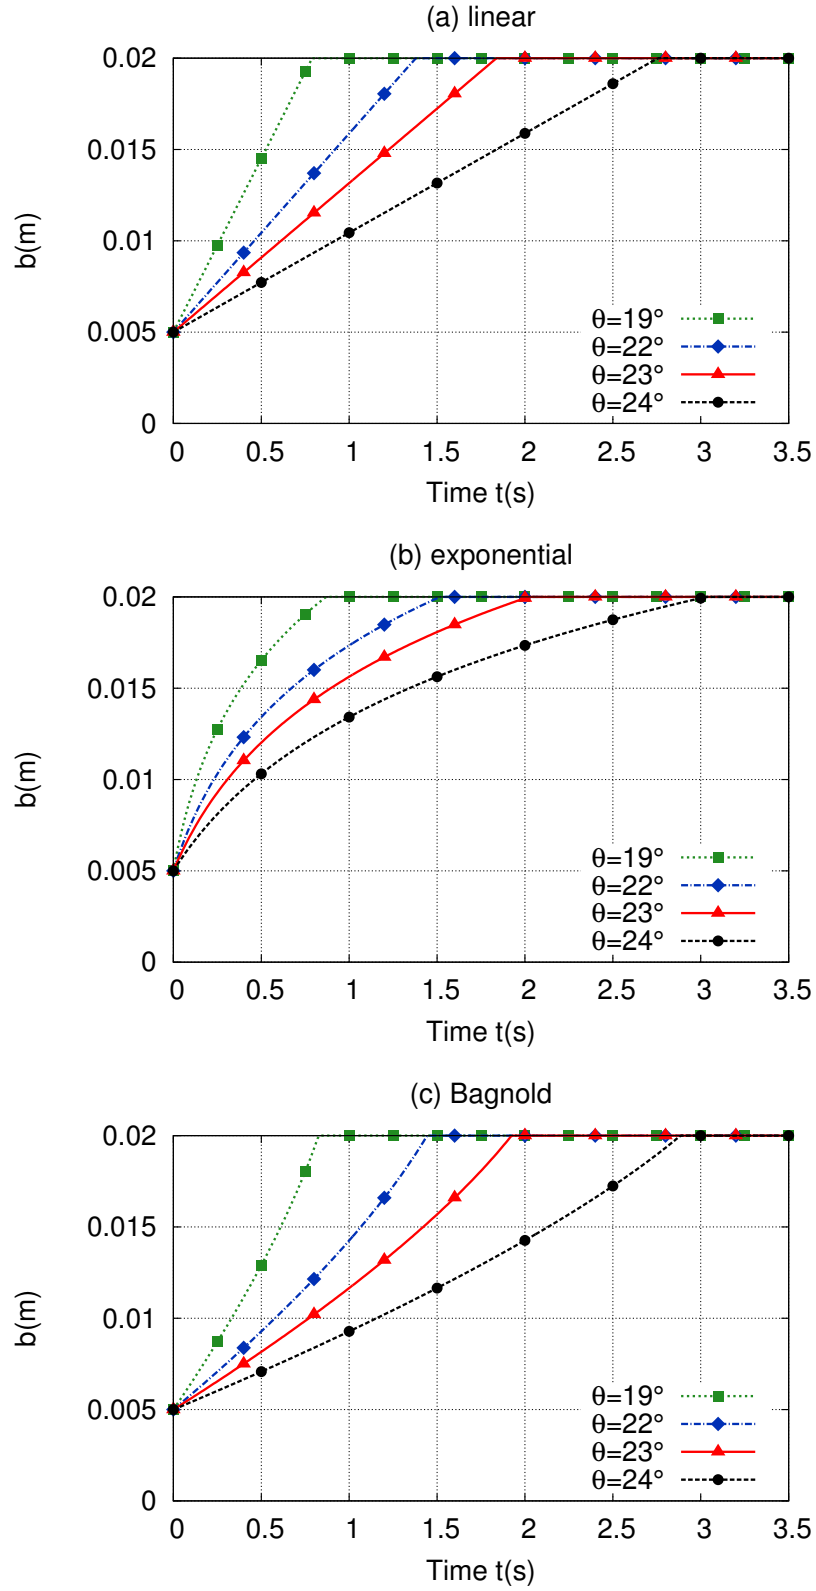 (a) linear
0.02
0.015
0.01
0.005
0
b(m)
θ=19°
θ=22°
θ=23°
θ=24°
0 0.5 1 1.5 2 2.5 3 3.5
Time t(s)
(b) exponential
0.02
0.015
0.01
0.005
0
b(m)
θ=19°
θ=22°
θ=23°
θ=24°
0 0.5 1 1.5 2 2.5 3 3.5
Time t(s)
(c) Bagnold
0.02
0.015
0.01
0.005
0
b(m)
θ=19°
θ=22°
θ=23°
θ=24°
0 0.5 1 1.5 2 2.5 3 3.5
Time t(s)